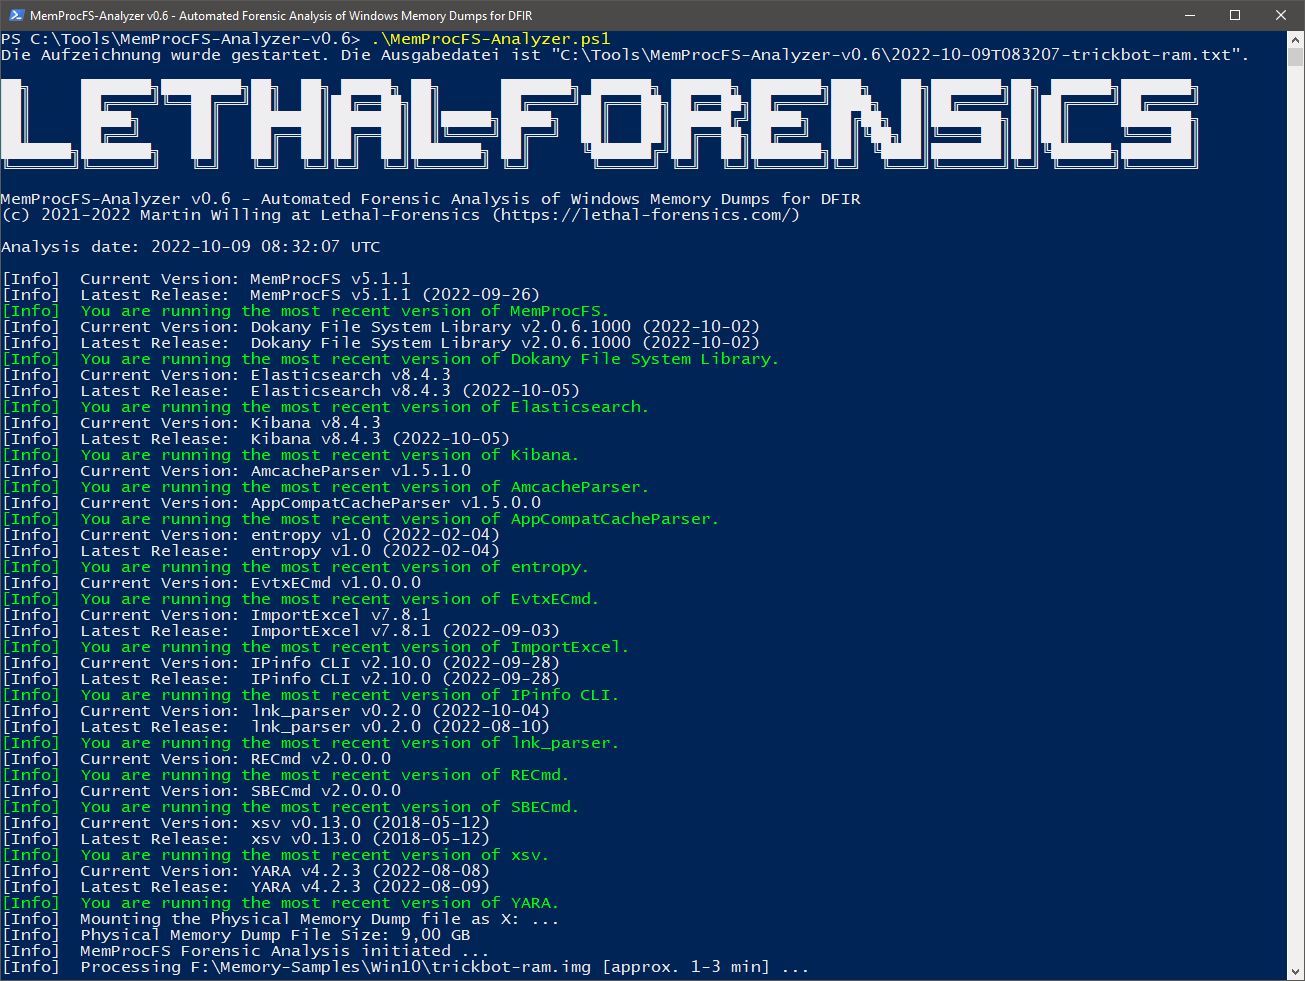 MemProcFS-Analyzer v0.6 - Automated Forensic Analysis of Windows Memory Dumps for DFIR
PS C:\Tools\MemProcFS-Analyzer-v0.6> .\MemProcFS-Analyzer.ps1
Die Aufzeichnung wurde gestartet. Die Ausgabedatei ist "C:\Tools\MemProcFS-Analyzer-v0.6\2022-10-09T083207-trickbot-ram.txt".
LETHAL-FORENSICS
MemProcFS-Analyzer v0.6 - Automated Forensic Analysis of Windows Memory Dumps for DFIR
(c) 2021-2022 Martin Willing at Lethal-Forensics (https://lethal-forensics.com/)
Analysis date: 2022-10-09 08:32:07 UTC
[Info]  Current Version: MemProcFS v5.1.1
[Info]  Latest Release:  MemProcFS v5.1.1 (2022-09-26)
[Info]  You are running the most recent version of MemProcFS.
[Info]  Current Version: Dokany File System Library v2.0.6.1000 (2022-10-02)
[Info]  Latest Release:  Dokany File System Library v2.0.6.1000 (2022-10-02)
[Info]  You are running the most recent version of Dokany File System Library.
[Info]  Current Version: Elasticsearch v8.4.3
[Info]  Latest Release:  Elasticsearch v8.4.3 (2022-10-05)
[Info]  You are running the most recent version of Elasticsearch.
[Info]  Current Version: Kibana v8.4.3
[Info]  Latest Release:  Kibana v8.4.3 (2022-10-05)
[Info]  You are running the most recent version of Kibana.
[Info]  Current Version: AmcacheParser v1.5.1.0
[Info]  You are running the most recent version of AmcacheParser.
[Info]  Current Version: AppCompatCacheParser v1.5.0.0
[Info]  You are running the most recent version of AppCompatCacheParser.
[Info]  Current Version: entropy v1.0 (2022-02-04)
[Info]  Latest Release:  entropy v1.0 (2022-02-04)
[Info]  You are running the most recent version of entropy.
[Info]  Current Version: EvtxECmd v1.0.0.0
[Info]  You are running the most recent version of EvtxECmd.
[Info]  Current Version: ImportExcel v7.8.1
[Info]  Latest Release:  ImportExcel v7.8.1 (2022-09-03)
[Info]  You are running the most recent version of ImportExcel.
[Info]  Current Version: IPinfo CLI v2.10.0 (2022-09-28)
[Info]  Latest Release:  IPinfo CLI v2.10.0 (2022-09-28)
[Info]  You are running the most recent version of IPinfo CLI.
[Info]  Current Version: lnk_parser v0.2.0 (2022-10-04)
[Info]  Latest Release:  lnk_parser v0.2.0 (2022-08-10)
[Info]  You are running the most recent version of lnk_parser.
[Info]  Current Version: RECmd v2.0.0.0
[Info]  You are running the most recent version of RECmd.
[Info]  Current Version: SBECmd v2.0.0.0
[Info]  You are running the most recent version of SBECmd.
[Info]  Current Version: xsv v0.13.0 (2018-05-12)
[Info]  Latest Release:  xsv v0.13.0 (2018-05-12)
[Info]  You are running the most recent version of xsv.
[Info]  Current Version: YARA v4.2.3 (2022-08-08)
[Info]  Latest Release:  YARA v4.2.3 (2022-08-09)
[Info]  You are running the most recent version of YARA.
[Info]  Mounting the Physical Memory Dump file as X: ...
[Info]  Physical Memory Dump File Size: 9,00 GB
[Info]  MemProcFS Forensic Analysis initiated ...
[Info]  Processing F:\Memory-Samples\Win10\trickbot-ram.img [approx. 1-3 min] ...